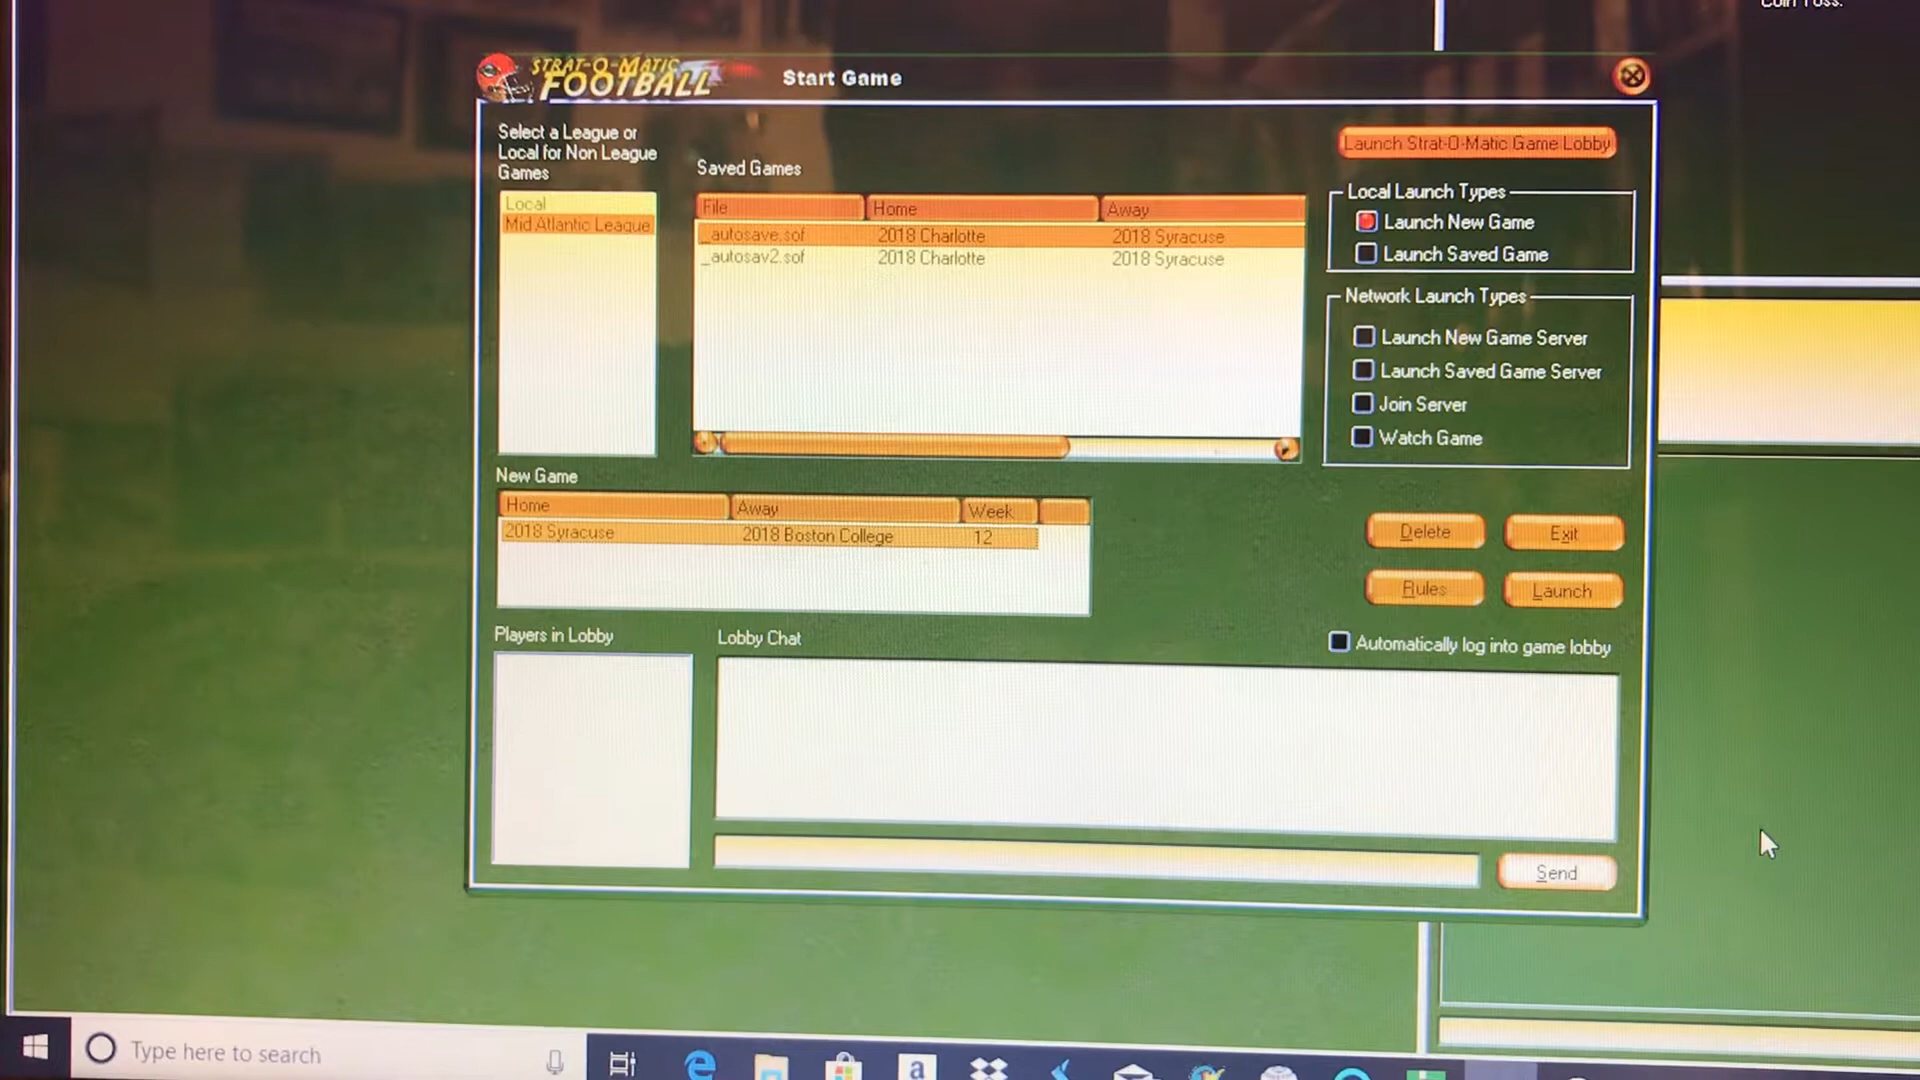 Coin Toss.
STRAT-O-MATIC
FOOTBALL
Start Game
Select a League or
Local for Non League
Games
Local
Mid Atlantic League
Saved Games
File Home Away
_autosave.sof 2018 Charlotte 2018 Syracuse
_autosav2.sof 2018 Charlotte 2018 Syracuse
Launch Strat-O-Matic Game Lobby
Local Launch Types
Launch New Game
Launch Saved Game
Network Launch Types
Launch New Game Server
Launch Saved Game Server
Join Server
Watch Game
New Game
Home Away Week
2018 Syracuse 2018 Boston College 12
Delete Exit
Rules Launch
Players in Lobby
Lobby Chat
Automatically log into game lobby
Send
Type here to search
a